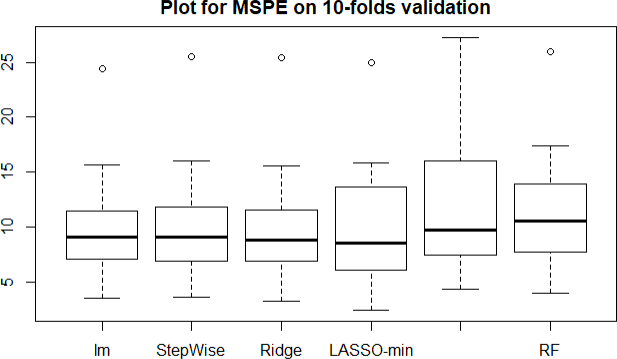 Plot for MSPE on 10-folds validation
25
20
15
10
5
lm StepWise Ridge LASSO-min RF